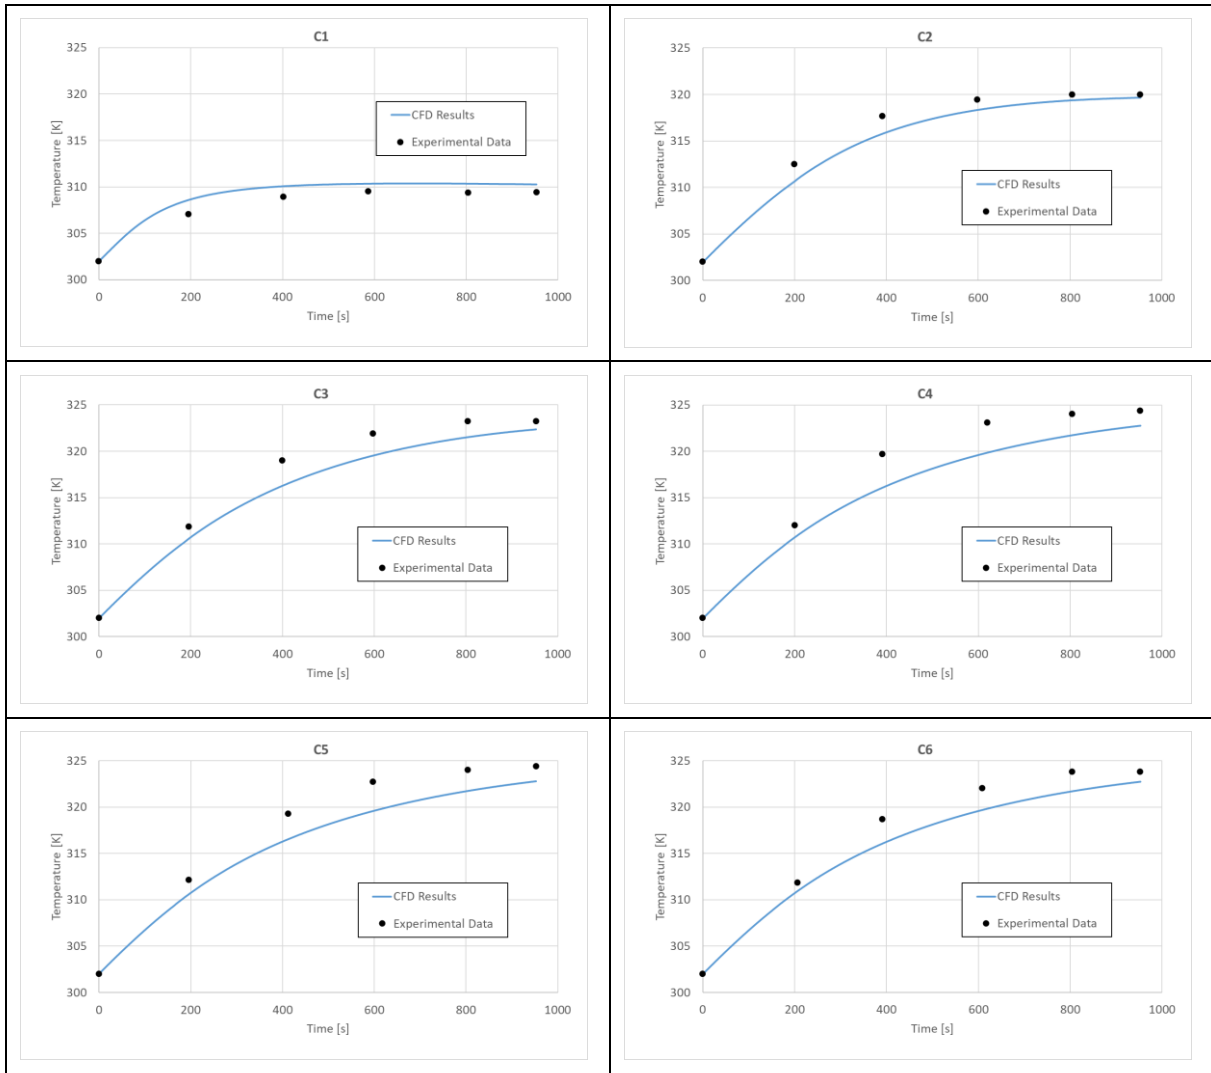 C1
325
320
315
310
305
300
Temperature [K]
CFD Results
Experimental Data
0 200 400 600 800 1000
Time [s]
C2
325
320
315
310
305
300
Temperature [K]
CFD Results
Experimental Data
0 200 400 600 800 1000
Time [s]
C3
325
320
315
310
305
300
Temperature [K]
CFD Results
Experimental Data
0 200 400 600 800 1000
Time [s]
C4
325
320
315
310
305
300
Temperature [K]
CFD Results
Experimental Data
0 200 400 600 800 1000
Time [s]
C5
325
320
315
310
305
300
Temperature [K]
CFD Results
Experimental Data
0 200 400 600 800 1000
Time [s]
C6
325
320
315
310
305
300
Temperature [K]
CFD Results
Experimental Data
0 200 400 600 800 1000
Time [s]